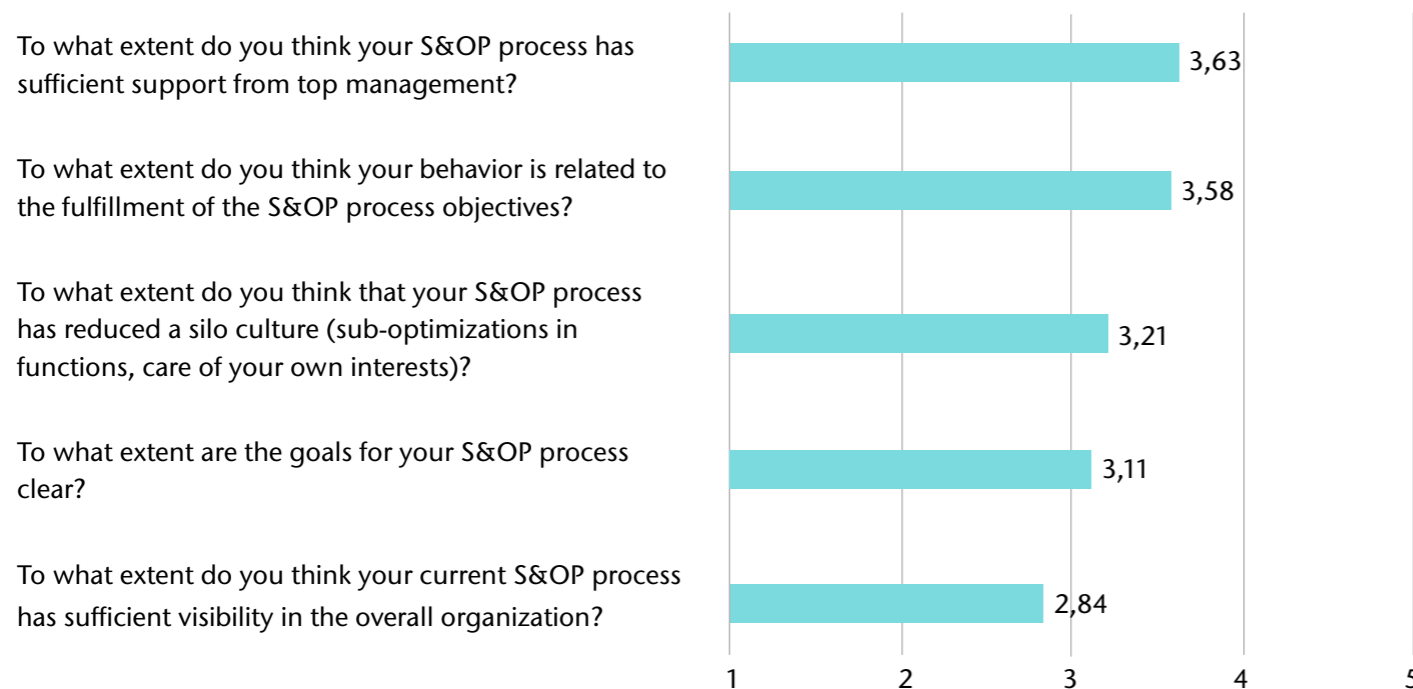 To what extent do you think your S&OP process has
sufficient support from top management?
3,63
To what extent do you think your behavior is related to
the fulfillment of the S&OP process objectives?
3,58
To what extent do you think that your S&OP process
has reduced a silo culture (sub-optimizations in
functions, care of your own interests)?
3,21
To what extent are the goals for your S&OP process
clear?
3,11
To what extent do you think your current S&OP process
has sufficient visibility in the overall organization?
2,84
1 2 3 4 5